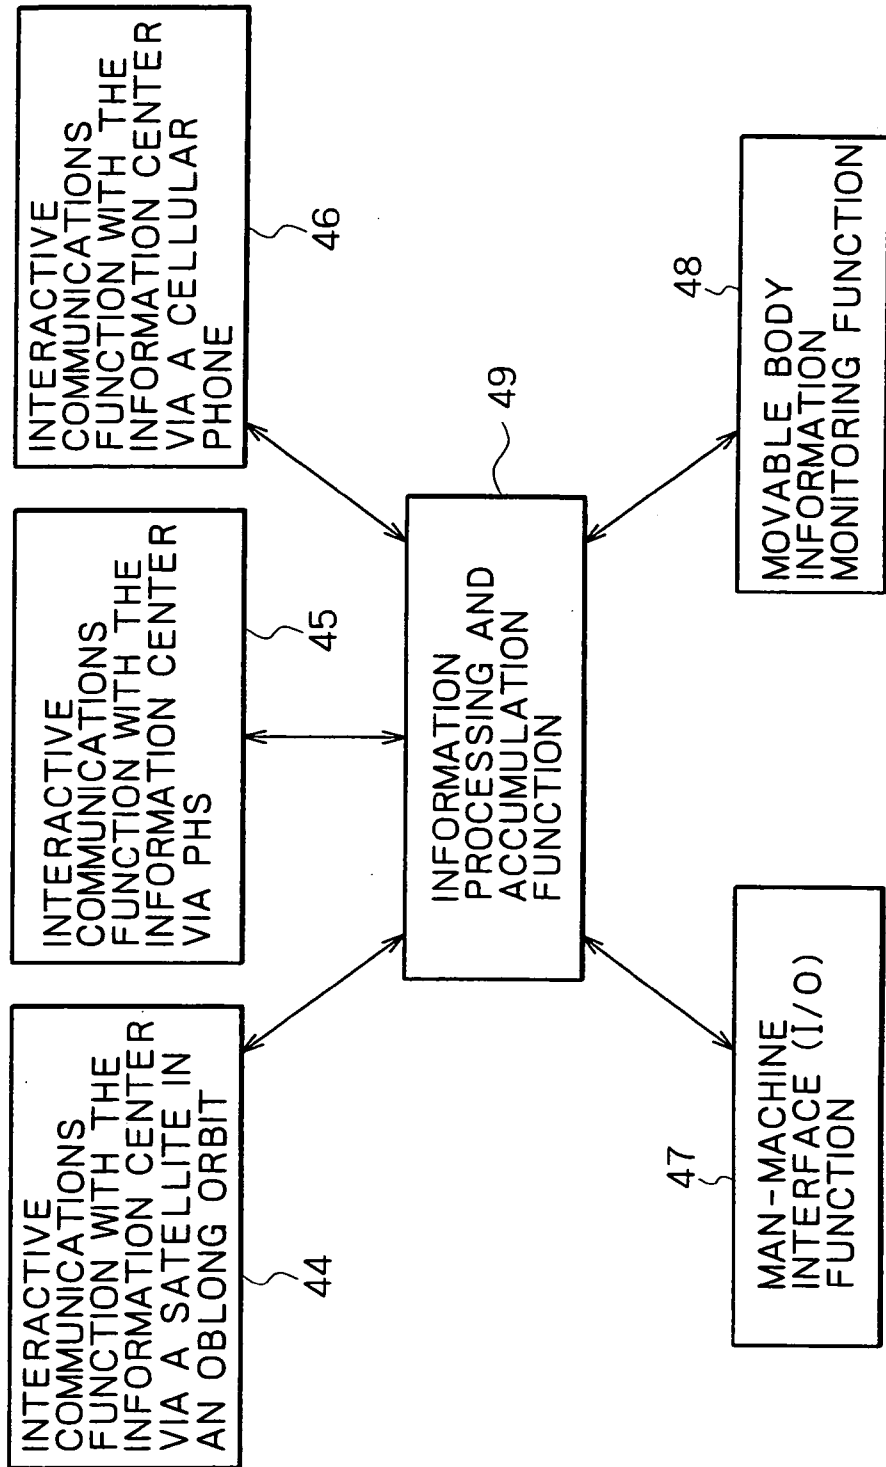 INTERACTIVE
COMMUNICATIONS
FUNCTION WITH THE
INFORMATION CENTER
VIA A SATELLITE IN
AN OBLONG ORBIT
44
INTERACTIVE
COMMUNICATIONS
FUNCTION WITH THE
INFORMATION CENTER
VIA PHS
45
INTERACTIVE
COMMUNICATIONS
FUNCTION WITH THE
INFORMATION CENTER
VIA A CELLULAR
PHONE
46
INFORMATION
PROCESSING AND
ACCUMULATION
FUNCTION
49
47
MAN-MACHINE
INTERFACE (I/O)
FUNCTION
48
MOVABLE BODY
INFORMATION
MONITORING FUNCTION